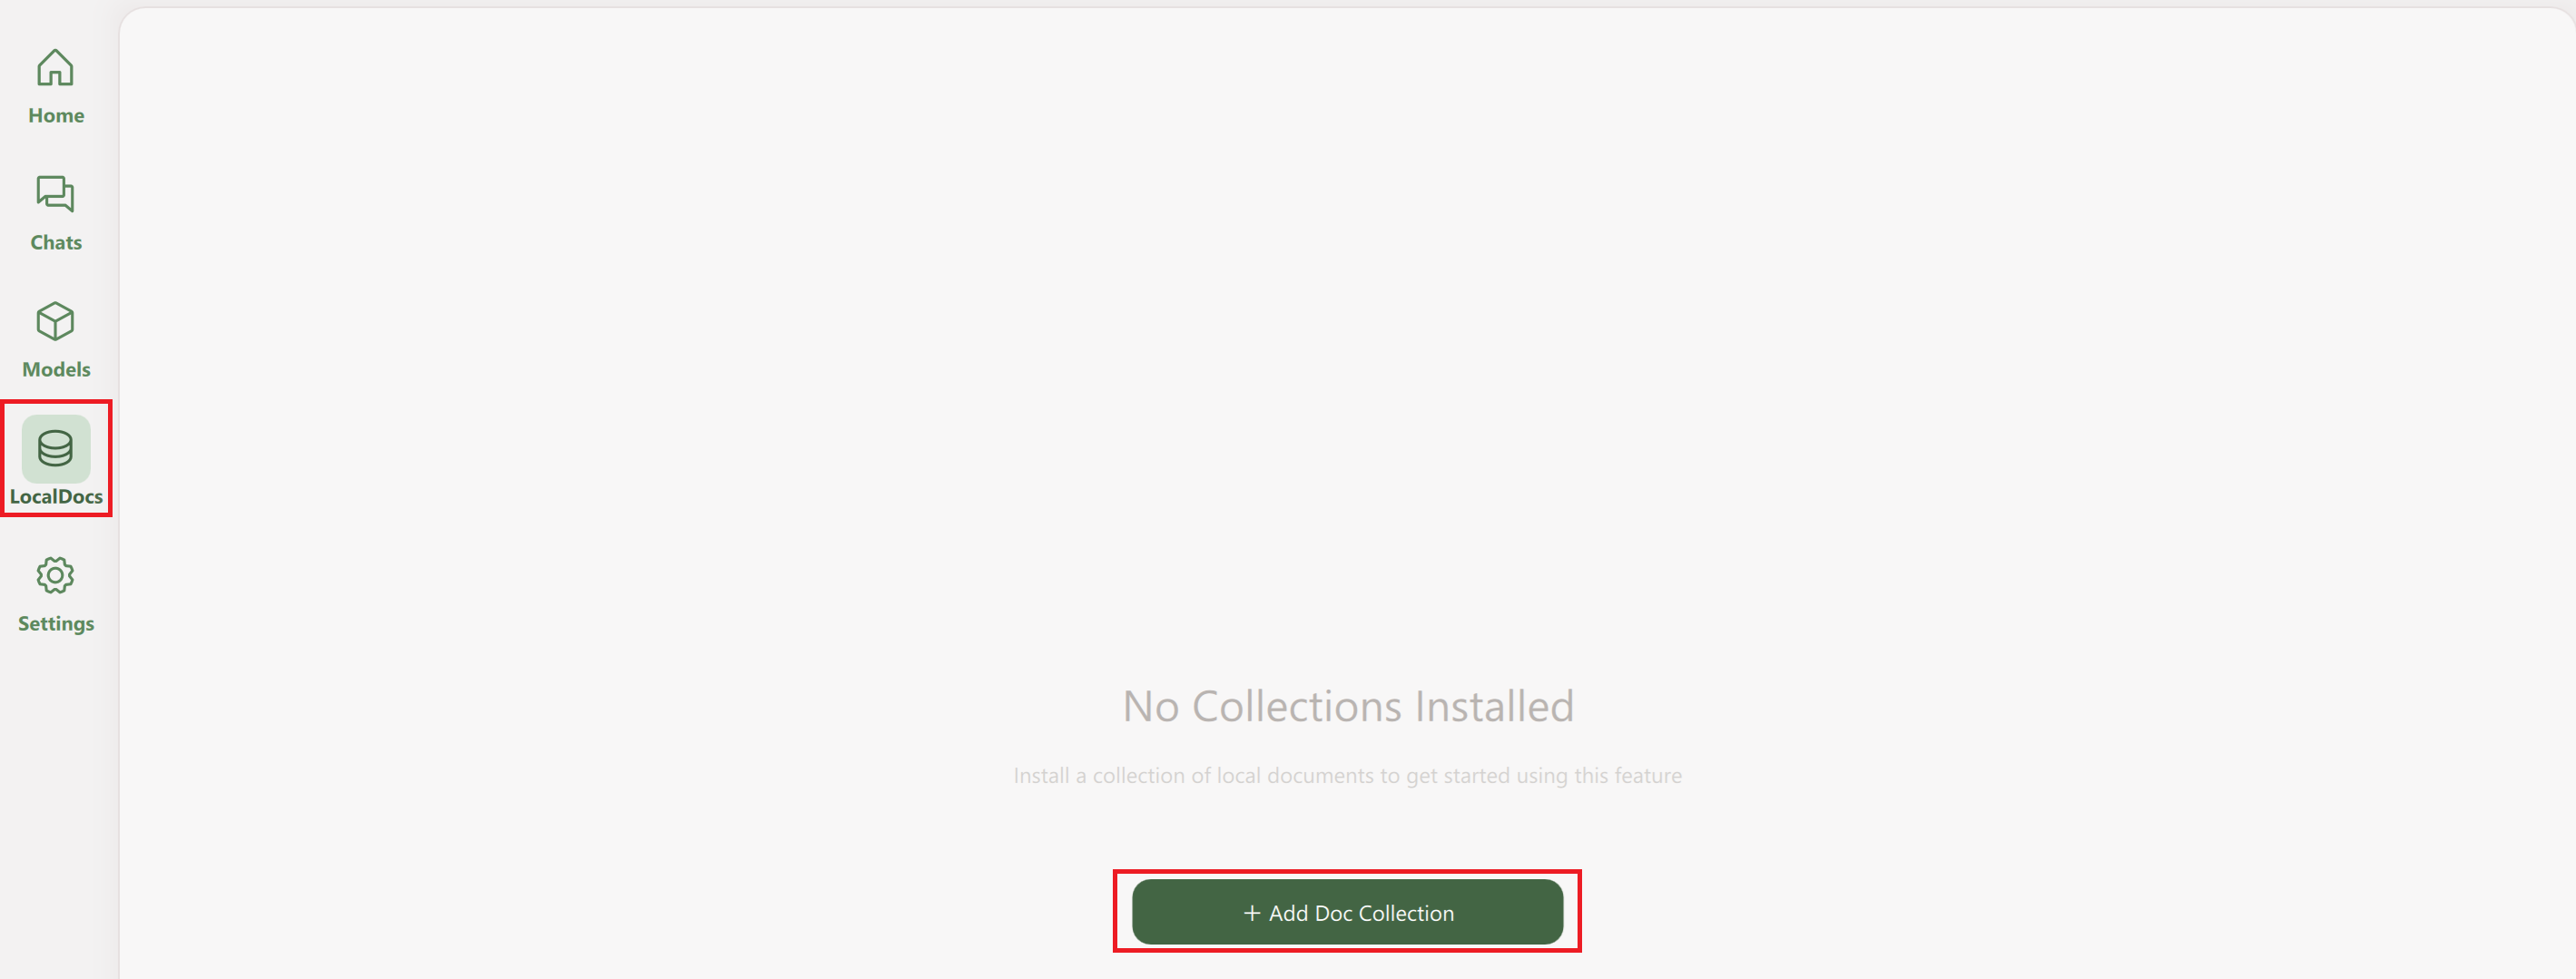 Home
Chats
Models
LocalDocs
Settings
No Collections Installed
Install a collection of local documents to get started using this feature
+ Add Doc Collection